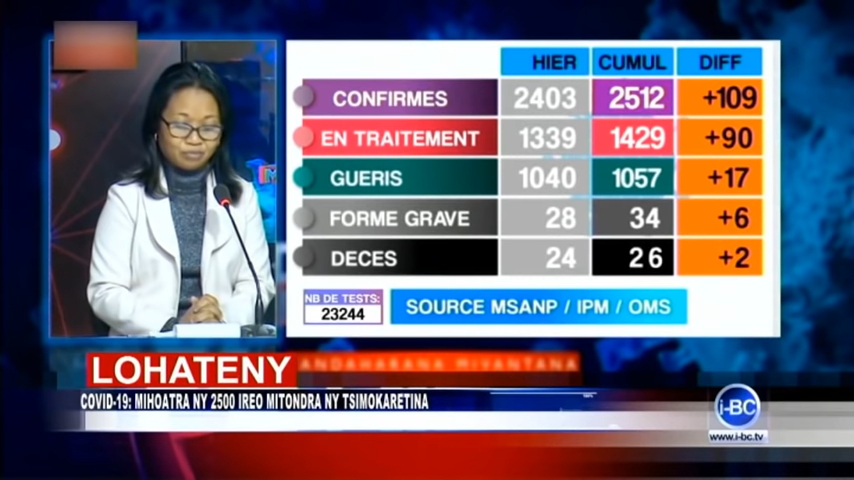 HIER CUMUL DIFF
CONFIRMES 2403 2512 +109
EN TRAITEMENT 1339 1429 +90
GUERIS 1040 1057 +17
FORME GRAVE 28 34 +6
DECES 24 26 +2
NB DE TESTS:
23244
SOURCE MSANP / IPM / OMS
LOHATENY
ANDAHARANA MIVANTANA
COVID-19: MIHOATRA NY 2500 IREO MITONDRA NY TSIMOKARETINA
i-BC
www.i-bc.tv